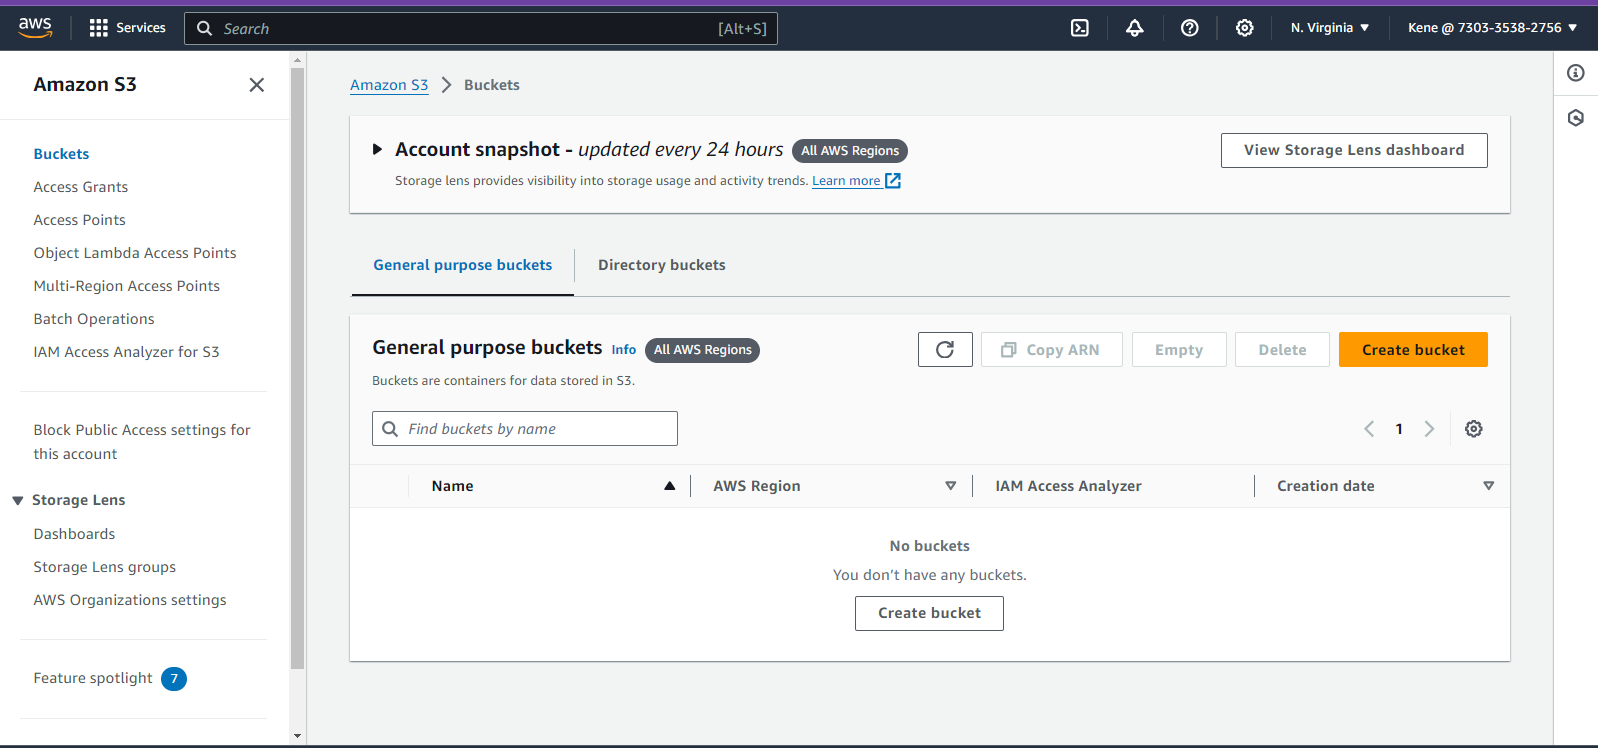 aws
Services
Search [Alt+S]
N. Virginia
Kene @ 7303-3538-2756
Amazon S3
Buckets
Access Grants
Access Points
Object Lambda Access Points
Multi-Region Access Points
Batch Operations
IAM Access Analyzer for S3
Block Public Access settings for
this account
Storage Lens
Dashboards
Storage Lens groups
AWS Organizations settings
Feature spotlight 7
Amazon S3 > Buckets
Account snapshot - updated every 24 hours All AWS Regions
Storage lens provides visibility into storage usage and activity trends. Learn more
View Storage Lens dashboard
General purpose buckets
Directory buckets
General purpose buckets Info All AWS Regions
Buckets are containers for data stored in S3.
Copy ARN
Empty
Delete
Create bucket
Find buckets by name
1
Name AWS Region IAM Access Analyzer Creation date
No buckets
You don't have any buckets.
Create bucket